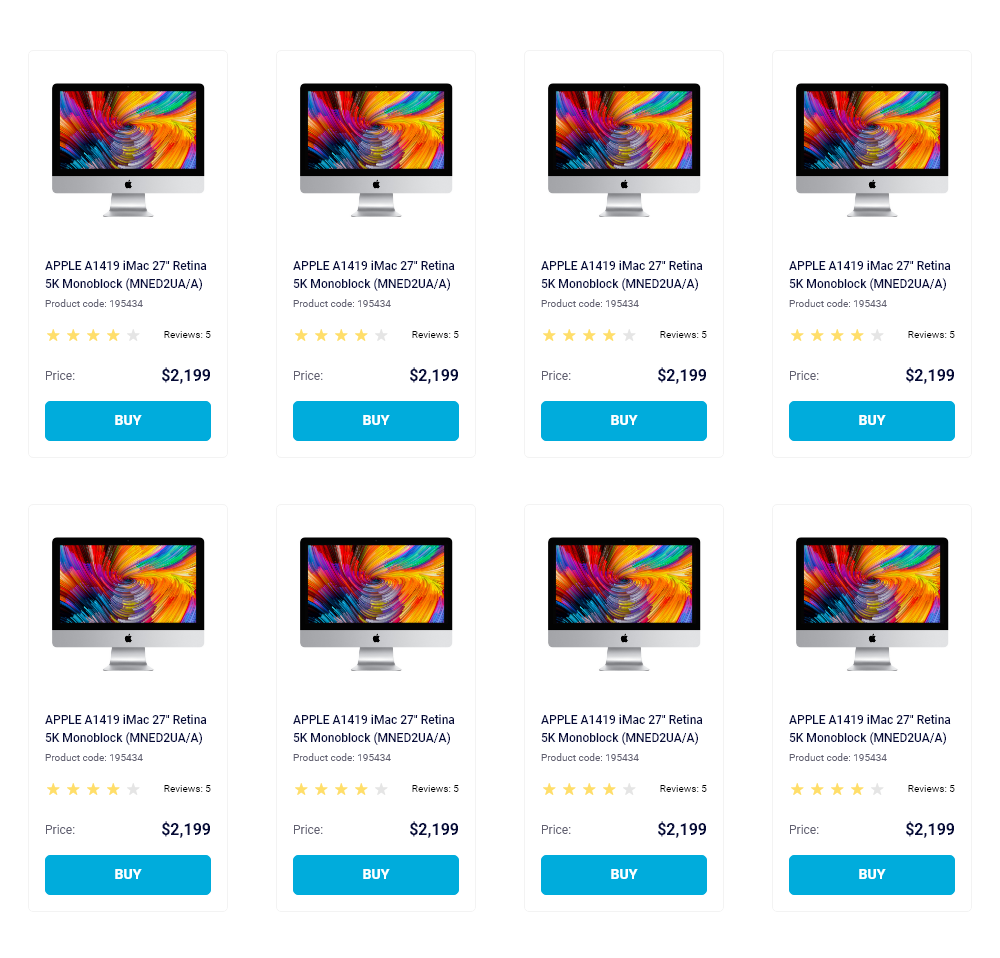 APPLE A1419 iMac 27" Retina
5K Monoblock (MNED2UA/A)
Product code: 195434
Reviews: 5
Price: $2,199
BUY
APPLE A1419 iMac 27" Retina
5K Monoblock (MNED2UA/A)
Product code: 195434
Reviews: 5
Price: $2,199
BUY
APPLE A1419 iMac 27" Retina
5K Monoblock (MNED2UA/A)
Product code: 195434
Reviews: 5
Price: $2,199
BUY
APPLE A1419 iMac 27" Retina
5K Monoblock (MNED2UA/A)
Product code: 195434
Reviews: 5
Price: $2,199
BUY
APPLE A1419 iMac 27" Retina
5K Monoblock (MNED2UA/A)
Product code: 195434
Reviews: 5
Price: $2,199
BUY
APPLE A1419 iMac 27" Retina
5K Monoblock (MNED2UA/A)
Product code: 195434
Reviews: 5
Price: $2,199
BUY
APPLE A1419 iMac 27" Retina
5K Monoblock (MNED2UA/A)
Product code: 195434
Reviews: 5
Price: $2,199
BUY
APPLE A1419 iMac 27" Retina
5K Monoblock (MNED2UA/A)
Product code: 195434
Reviews: 5
Price: $2,199
BUY